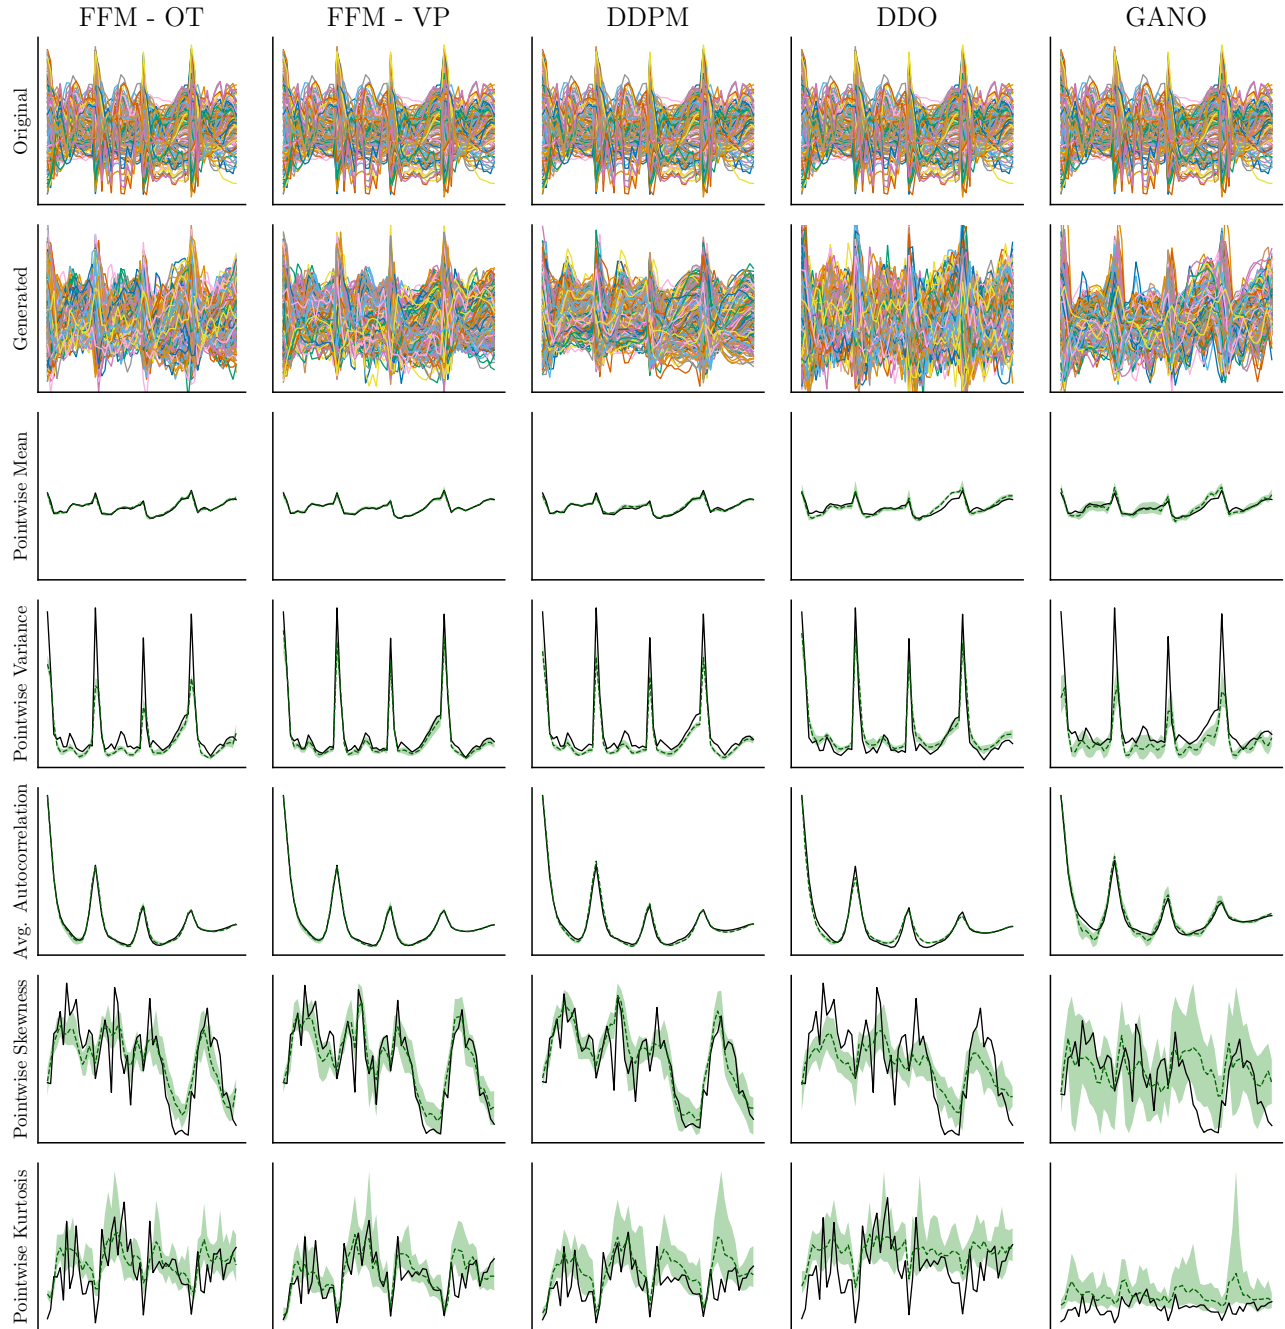 FFM - OT
FFM - VP
DDPM
DDO
GANO
Original
Generated
Pointwise Mean
Pointwise Variance
Avg. Autocorrelation
Pointwise Skewness
Pointwise Kurtosis